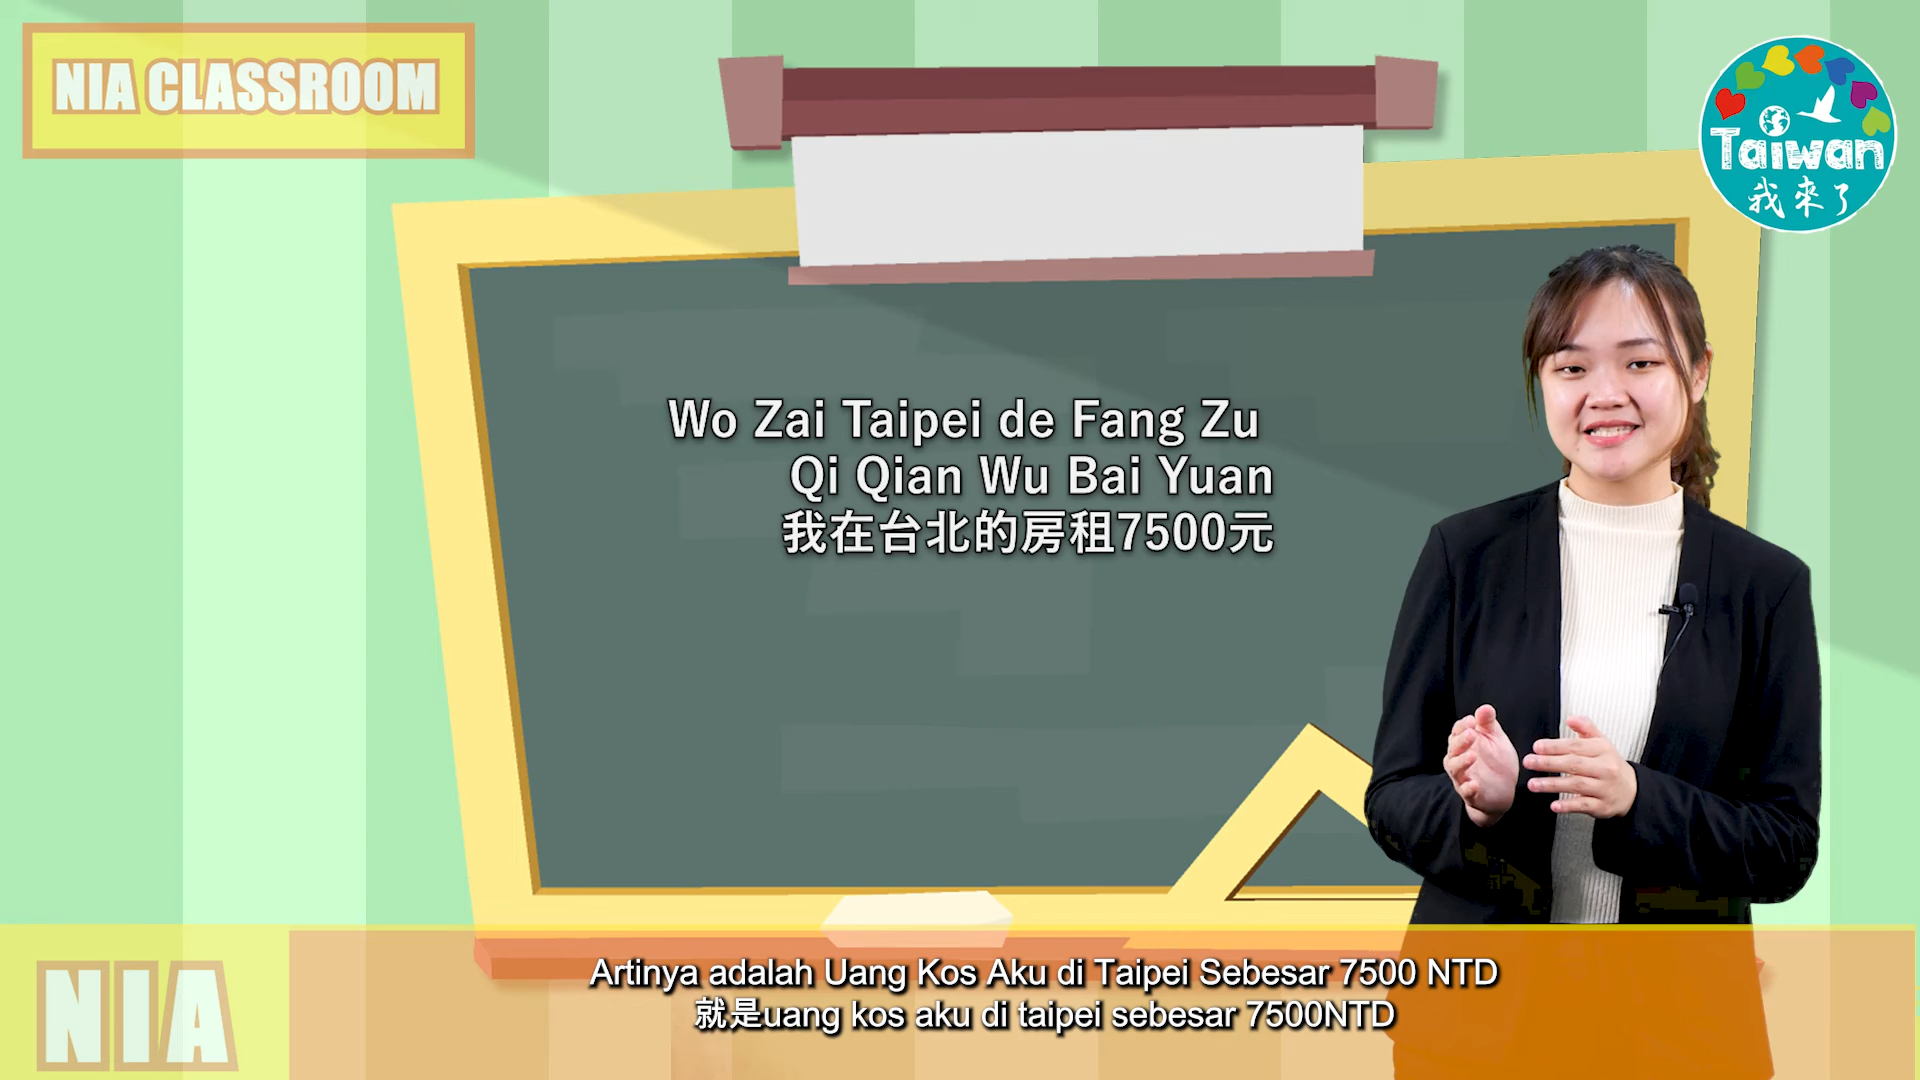 NIA CLASSROOM
Taiwan
我來了
Wo Zai Taipei de Fang Zu
Qi Qian Wu Bai Yuan
我在台北的房租7500元
Artinya adalah Uang Kos Aku di Taipei Sebesar 7500 NTD
就是uang kos aku di taipei sebesar 7500NTD
NIA